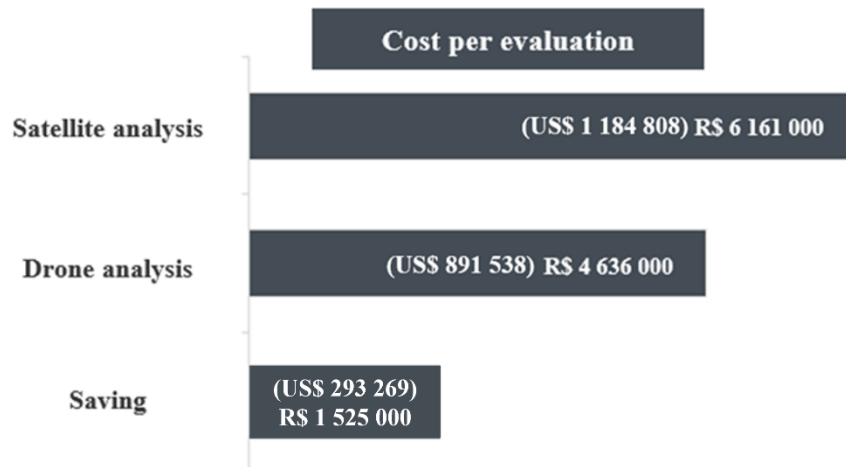 Cost per evaluation
Satellite analysis
(US$ 1 184 808) R$ 6 161 000
Drone analysis
(US$ 891 538) R$ 4 636 000
Saving
(US$ 293 269)
R$ 1 525 000